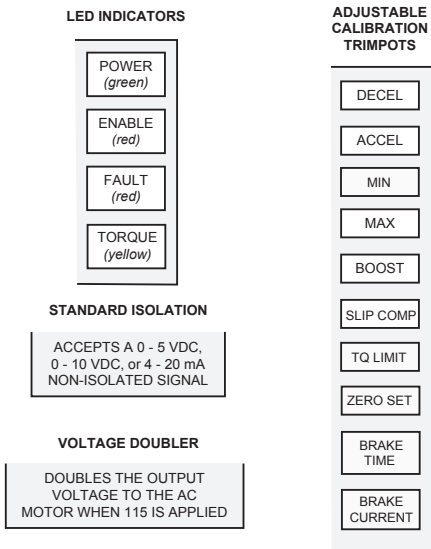 LED INDICATORS
POWER
(green)
ENABLE
(red)
FAULT
(red)
TORQUE
(yellow)
STANDARD ISOLATION
ACCEPTS A 0 - 5 VDC,
0 - 10 VDC, or 4 - 20 mA
NON-ISOLATED SIGNAL
VOLTAGE DOUBLER
DOUBLES THE OUTPUT
VOLTAGE TO THE AC
MOTOR WHEN 115 IS APPLIED
ADJUSTABLE
CALIBRATION
TRIMPOTS
DECEL
ACCEL
MIN
MAX
BOOST
SLIP COMP
TQ LIMIT
ZERO SET
BRAKE
TIME
BRAKE
CURRENT